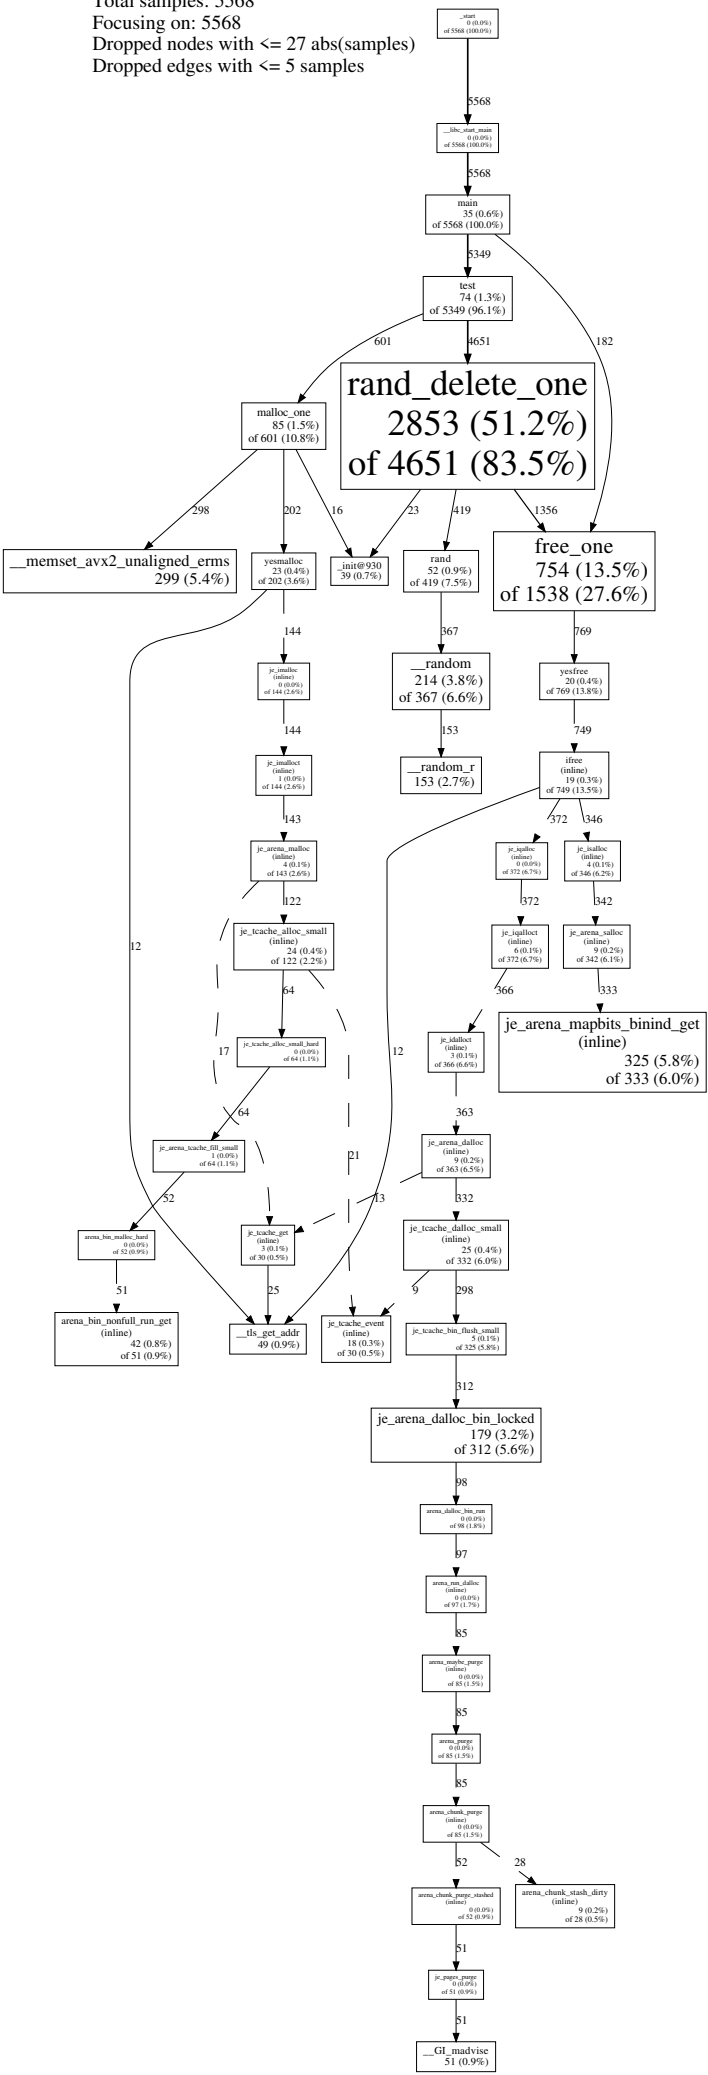 Total samples: 5568
Focusing on: 5568
Dropped nodes with <= 27 abs(samples)
Dropped edges with <= 5 samples
_start
0 (0.0%)
of 5568 (100.0%)
5568
__libc_start_main
0 (0.0%)
of 5568 (100.0%)
5568
main
35 (0.6%)
of 5568 (100.0%)
5349
182
test
74 (1.3%)
of 5349 (96.1%)
601
4651
rand_delete_one
2853 (51.2%)
of 4651 (83.5%)
malloc_one
85 (1.5%)
of 601 (10.8%)
298
202
16
23
419
1356
__memset_avx2_unaligned_erms
299 (5.4%)
yesmalloc
23 (0.4%)
of 202 (3.6%)
_init@930
39 (0.7%)
rand
52 (0.9%)
of 419 (7.5%)
free_one
754 (13.5%)
of 1538 (27.6%)
144
367
769
je_imalloc
(inline)
0 (0.0%)
of 144 (2.6%)
__random
214 (3.8%)
of 367 (6.6%)
yesfree
20 (0.4%)
of 769 (13.8%)
144
153
749
je_imalloct
(inline)
1 (0.0%)
of 144 (2.6%)
__random_r
153 (2.7%)
ifree
(inline)
19 (0.3%)
of 749 (13.5%)
143
372
346
je_arena_malloc
(inline)
4 (0.1%)
of 143 (2.6%)
je_iqalloc
(inline)
0 (0.0%)
of 372 (6.7%)
je_isalloc
(inline)
4 (0.1%)
of 346 (6.2%)
122
372
342
12
je_tcache_alloc_small
(inline)
24 (0.4%)
of 122 (2.2%)
je_iqalloct
(inline)
6 (0.1%)
of 372 (6.7%)
je_arena_salloc
(inline)
9 (0.2%)
of 342 (6.1%)
64
366
333
17
je_tcache_alloc_small_hard
0 (0.0%)
of 64 (1.1%)
12
je_idalloct
(inline)
3 (0.1%)
of 366 (6.6%)
je_arena_mapbits_binind_get
(inline)
325 (5.8%)
of 333 (6.0%)
64
363
je_arena_tcache_fill_small
1 (0.0%)
of 64 (1.1%)
21
je_arena_dalloc
(inline)
9 (0.2%)
of 363 (6.5%)
52
13
332
arena_bin_malloc_hard
0 (0.0%)
of 52 (0.9%)
je_tcache_get
(inline)
3 (0.1%)
of 30 (0.5%)
je_tcache_dalloc_small
(inline)
25 (0.4%)
of 332 (6.0%)
51
25
9
298
arena_bin_nonfull_run_get
(inline)
42 (0.8%)
of 51 (0.9%)
__tls_get_addr
49 (0.9%)
je_tcache_event
(inline)
18 (0.3%)
of 30 (0.5%)
je_tcache_bin_flush_small
5 (0.1%)
of 325 (5.8%)
312
je_arena_dalloc_bin_locked
179 (3.2%)
of 312 (5.6%)
98
arena_dalloc_bin_run
0 (0.0%)
of 98 (1.8%)
97
arena_run_dalloc
(inline)
0 (0.0%)
of 97 (1.7%)
85
arena_maybe_purge
(inline)
0 (0.0%)
of 85 (1.5%)
85
arena_purge
0 (0.0%)
of 85 (1.5%)
85
arena_chunk_purge
(inline)
0 (0.0%)
of 85 (1.5%)
52
28
arena_chunk_purge_stashed
(inline)
0 (0.0%)
of 52 (0.9%)
arena_chunk_stash_dirty
(inline)
9 (0.2%)
of 28 (0.5%)
51
je_pages_purge
0 (0.0%)
of 51 (0.9%)
51
__GI_madvise
51 (0.9%)